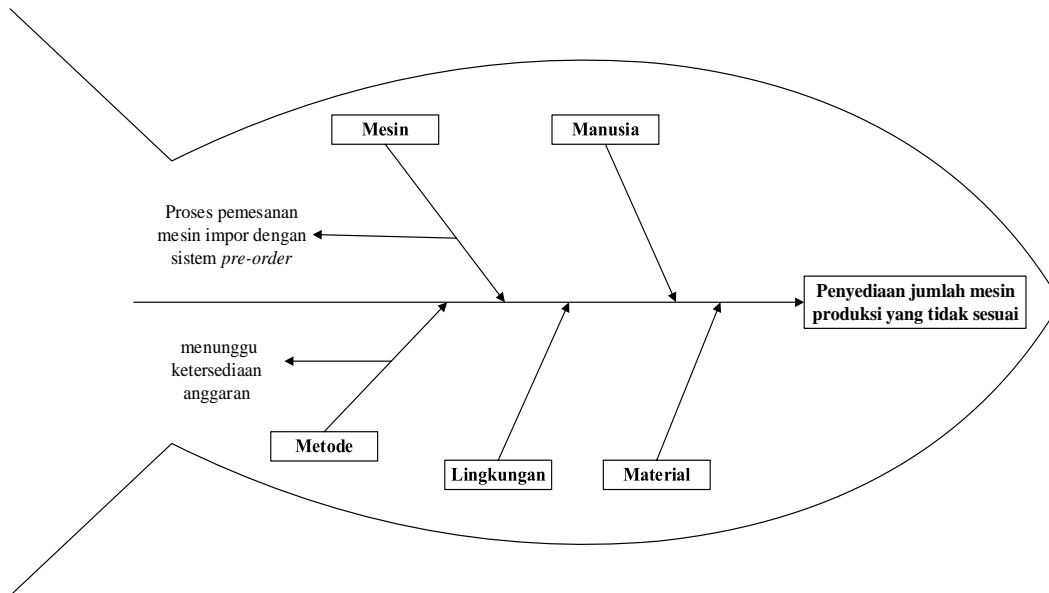 Mesin
Manusia
Proses pemesanan
mesin impor dengan
sistem pre-order
Penyediaan jumlah mesin
produksi yang tidak sesuai
menunggu
ketersediaan
anggaran
Metode
Lingkungan
Material